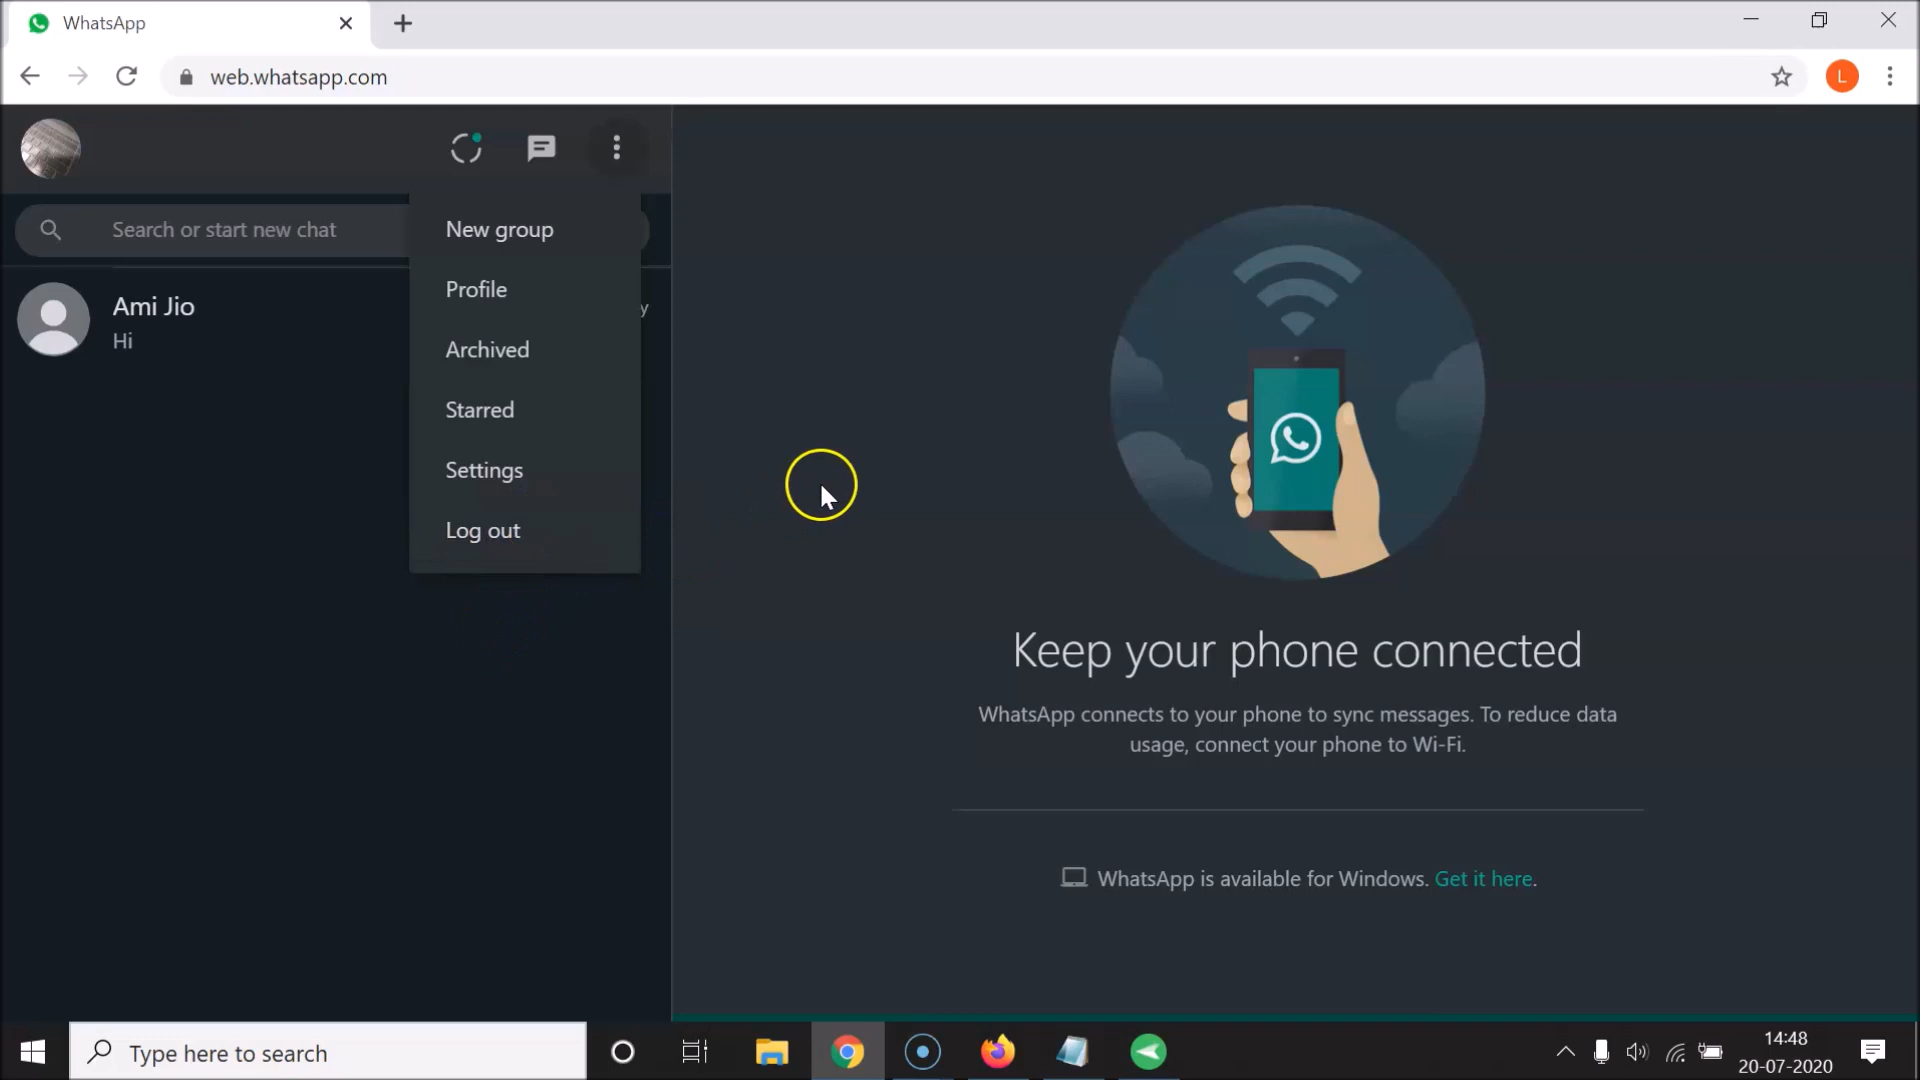 WhatsApp
web.whatsapp.com
L
Search or start new chat
New group
Profile
Archived
Starred
Settings
Log out
Ami Jio
y
Hi
Keep your phone connected
WhatsApp connects to your phone to sync messages. To reduce data
usage, connect your phone to Wi-Fi.
WhatsApp is available for Windows. Get it here.
Type here to search
14:48
20-07-2020